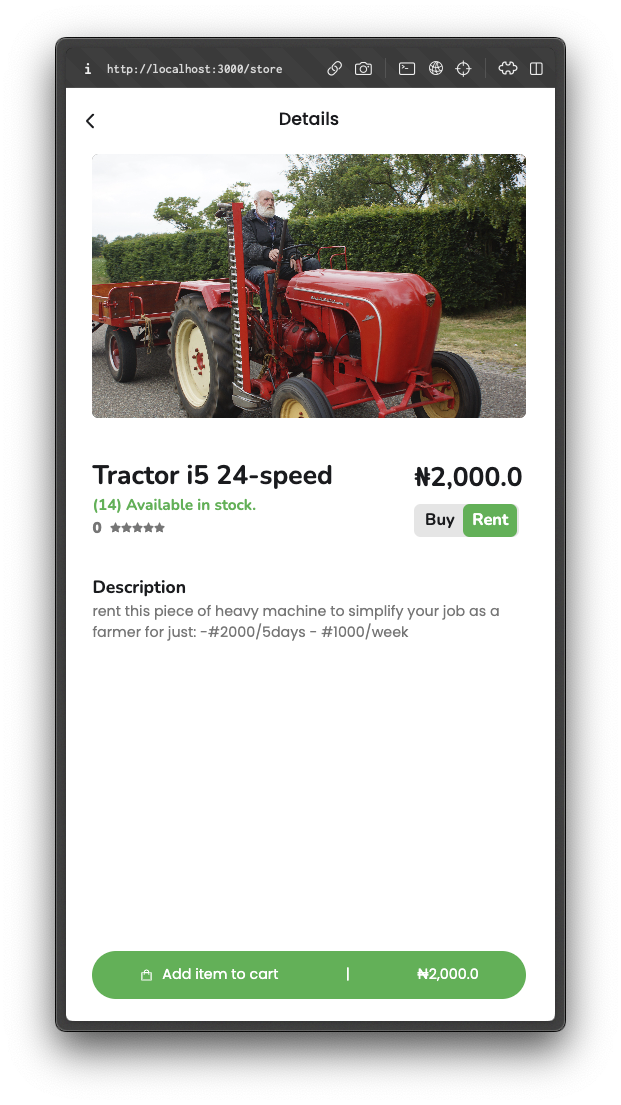 i http://localhost:3000/store
Details
Tractor i5 24-speed
₦2,000.0
(14) Available in stock.
0
Buy Rent
Description
rent this piece of heavy machine to simplify your job as a
farmer for just: -#2000/5days - #1000/week
Add item to cart | ₦2,000.0